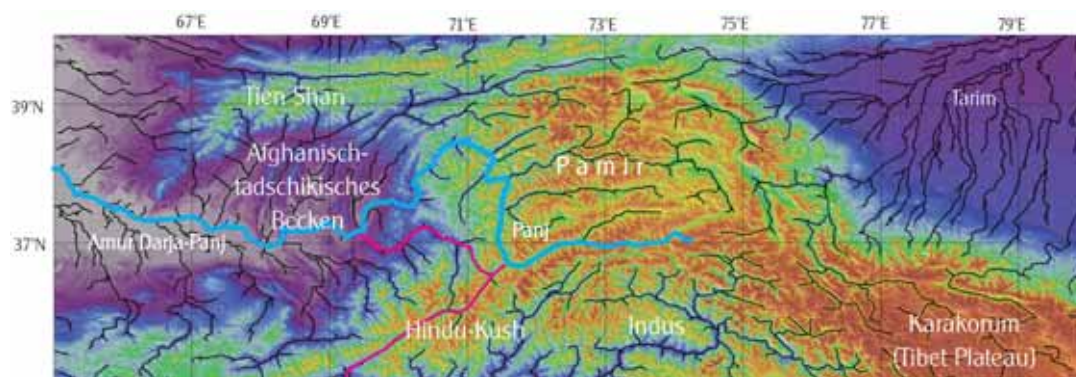 67°E 69°E 71°E 73°E 75°E 77°E 79°E
39°N
Tien Shan
Tarim
Afghanisch-
tadschikisches
Becken
Pamir
Amur Darja-Panj
Panj
37°N
Hindu-Kush
Indus
Karakorum
(Tibet Plateau)